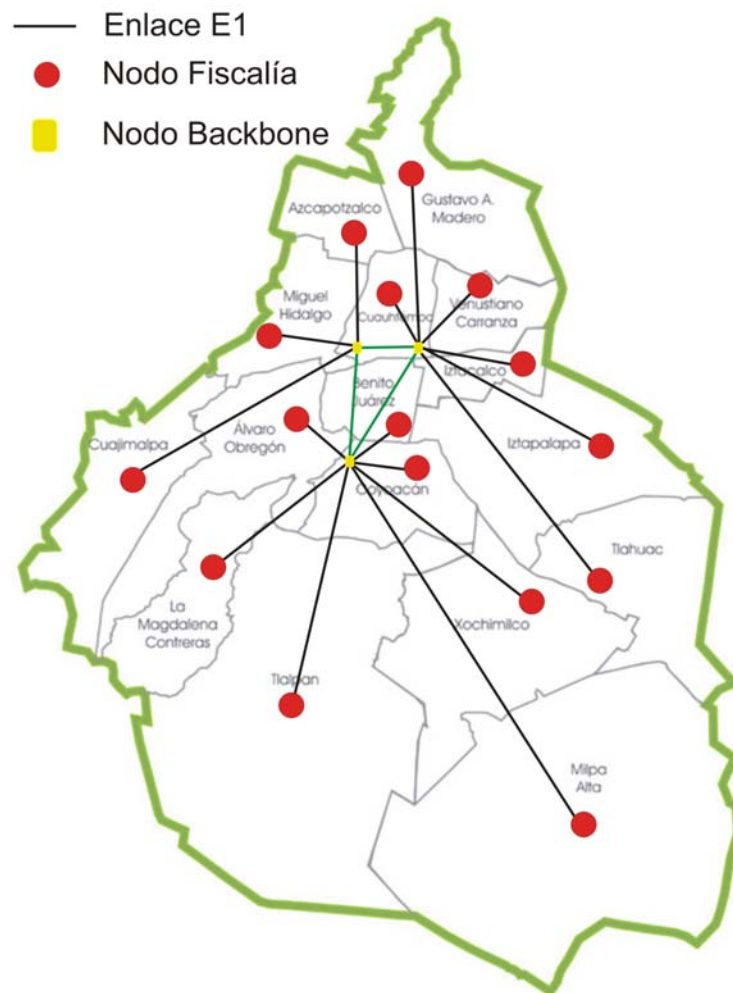 Enlace E1
Nodo Fiscalía
Nodo Backbone
Azcapotzalco
Gustavo A.
Madero
Miguel
Hidalgo
Cuauhtémoc
Venustiano
Carranza
Iztacalco
Benito
Juárez
Cuajimalpa
Álvaro
Obregón
Iztapalapa
Coyoacán
Tlahuac
La
Magdalena
Contreras
Xochimilco
Tlalpan
Milpa
Alta